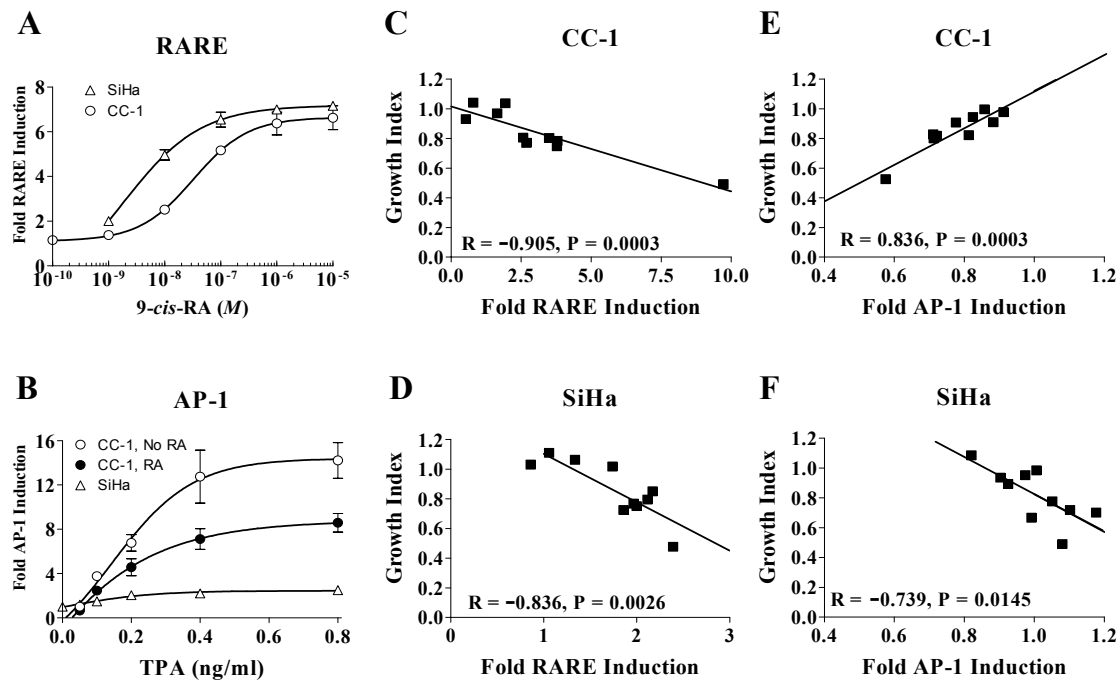 A
RARE
SiHa
CC-1
Fold RARE Induction
8
6
4
2
0
10⁻¹⁰ 10⁻⁹ 10⁻⁸ 10⁻⁷ 10⁻⁶ 10⁻⁵
9-cis-RA (M)
C
CC-1
Growth Index
1.2
1.0
0.8
0.6
0.4
0.2
0.0
R = −0.905, P = 0.0003
0.0 2.5 5.0 7.5 10.0
Fold RARE Induction
E
CC-1
Growth Index
1.2
1.0
0.8
0.6
0.4
0.2
0.0
R = 0.836, P = 0.0003
0.4 0.6 0.8 1.0 1.2
Fold AP-1 Induction
B
AP-1
CC-1, No RA
CC-1, RA
SiHa
Fold AP-1 Induction
16
12
8
4
0
0.0 0.2 0.4 0.6 0.8
TPA (ng/ml)
D
SiHa
Growth Index
1.2
1.0
0.8
0.6
0.4
0.2
0.0
R = −0.836, P = 0.0026
0 1 2 3
Fold RARE Induction
F
SiHa
Growth Index
1.2
1.0
0.8
0.6
0.4
0.2
0.0
R = −0.739, P = 0.0145
0.4 0.6 0.8 1.0 1.2
Fold AP-1 Induction